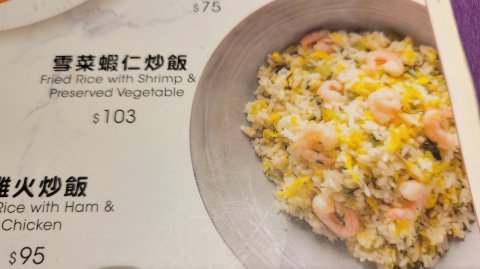 $75
雪菜蝦仁炒飯
Fried Rice with Shrimp &
Preserved Vegetable
$103
火炒飯
Rice with Ham &
Chicken
$95